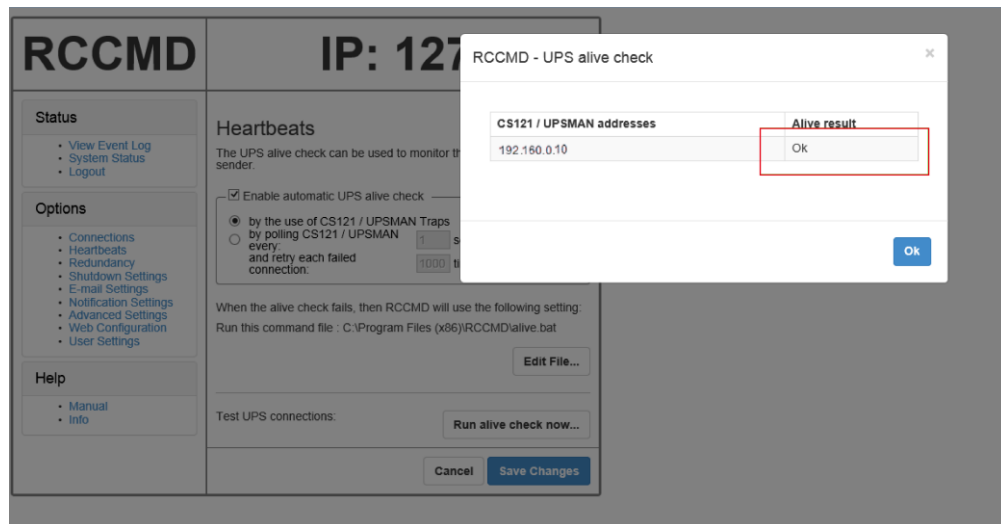 RCCMD
IP: 127
Status
View Event Log
System Status
Logout
Options
Connections
Heartbeats
Redundancy
Shutdown Settings
E-mail Settings
Notification Settings
Advanced Settings
Web Configuration
User Settings
Help
Manual
Info
Heartbeats
The UPS alive check can be used to monitor th
sender.
Enable automatic UPS alive check
by the use of CS121 / UPSMAN Traps
by polling CS121 / UPSMAN
every:
1 s
and retry each failed
connection:
1000 ti
When the alive check fails, then RCCMD will use the following setting:
Run this command file : C:\Program Files (x86)\RCCMD\alive.bat
Edit File...
Test UPS connections:
Run alive check now...
Cancel
Save Changes
RCCMD - UPS alive check
×
CS121 / UPSMAN addresses Alive result
192.160.0.10 Ok
Ok